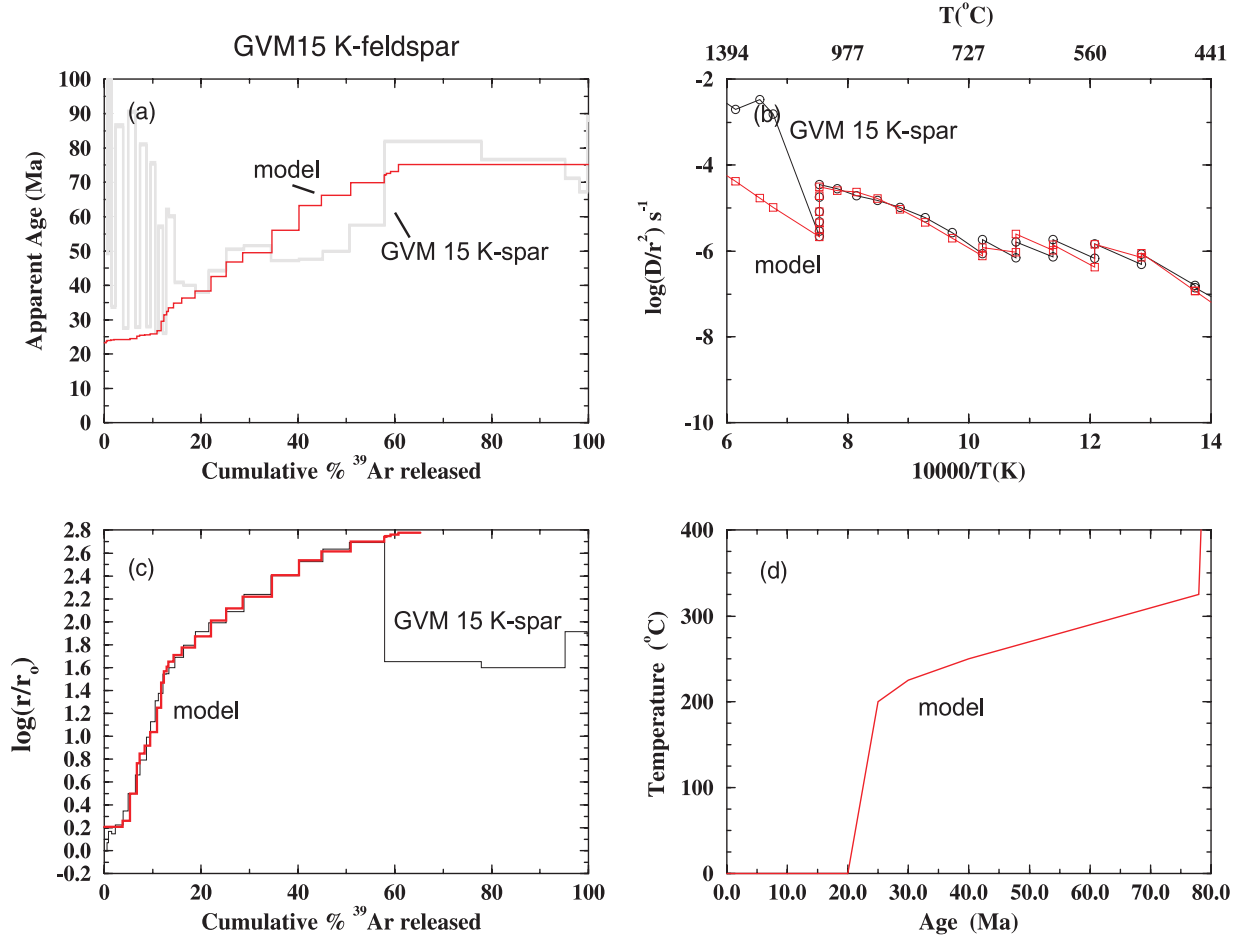 GVM15 K-feldspar
(a)
100
90
80
70
60
50
40
30
20
10
0
Apparent Age (Ma)
model
GVM 15 K-spar
0 20 40 60 80 100
Cumulative % ³⁹Ar released
T(°C)
1394 977 727 560 441
(b)
-2
-4
-6
-8
-10
log(D/r²) s⁻¹
GVM 15 K-spar
model
6 8 10 12 14
10000/T(K)
(c)
2.8
2.6
2.4
2.2
2.0
1.8
1.6
1.4
1.2
1.0
0.8
0.6
0.4
0.2
0.0
-0.2
log(r/rₒ)
GVM 15 K-spar
model
0 20 40 60 80 100
Cumulative % ³⁹Ar released
(d)
400
300
200
100
0
Temperature (°C)
model
0.0 10.0 20.0 30.0 40.0 50.0 60.0 70.0 80.0
Age (Ma)